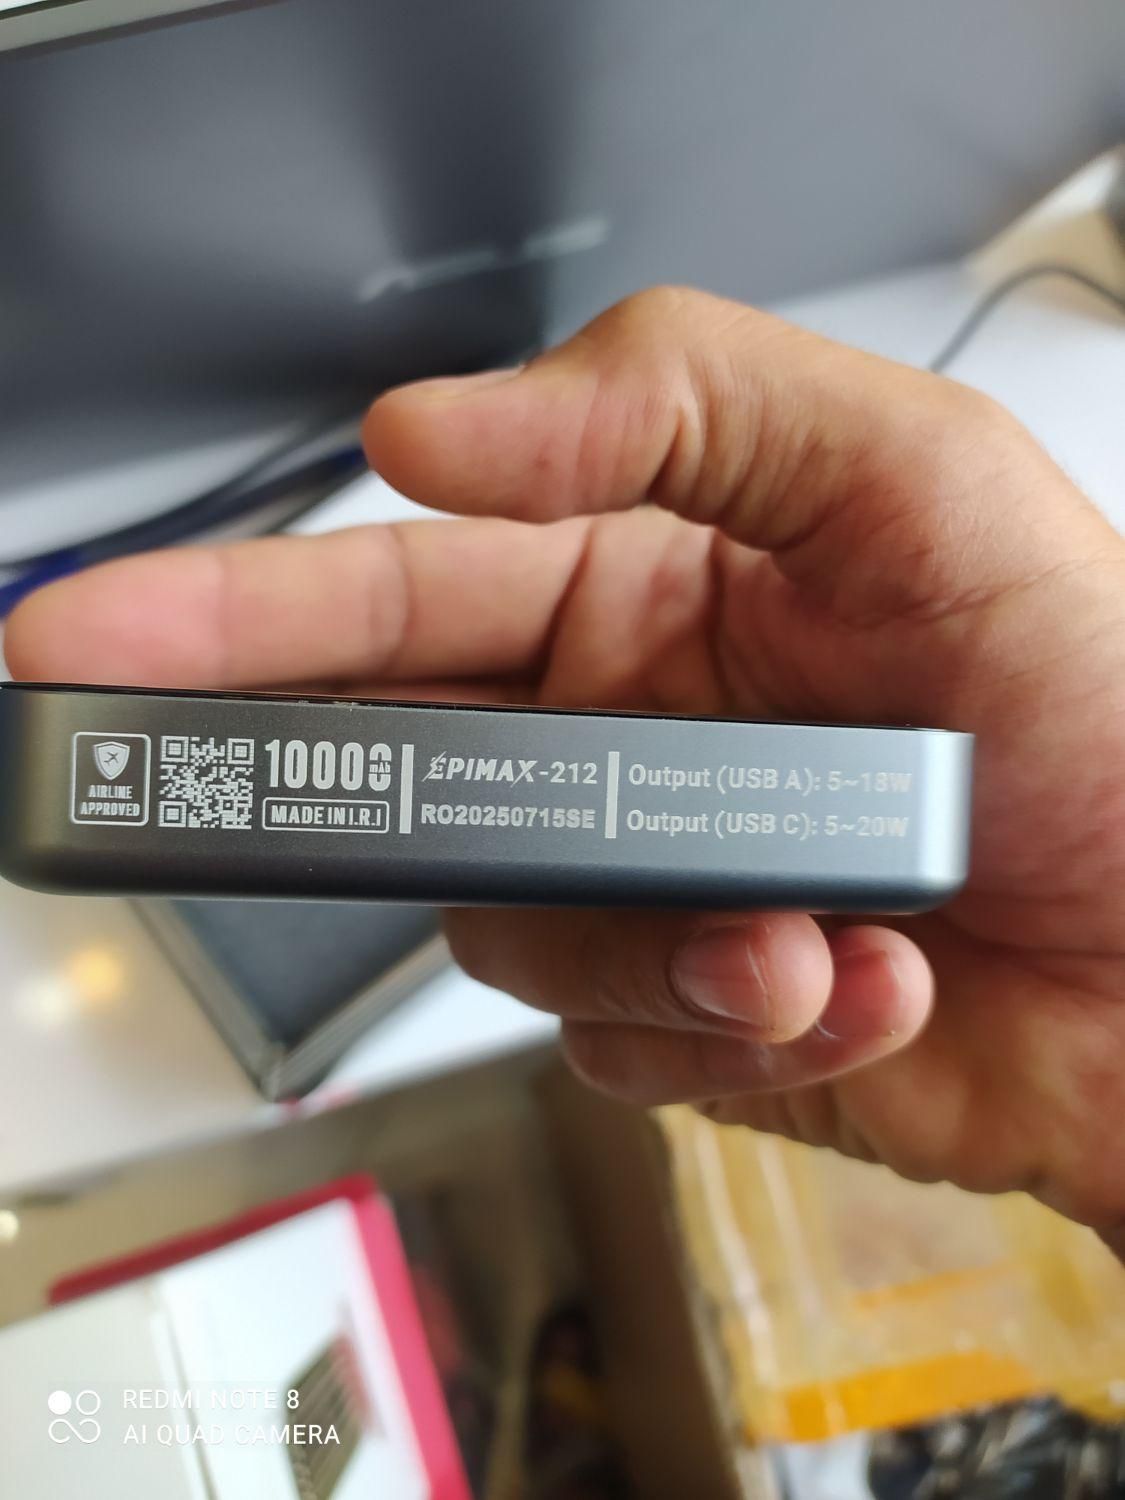 AIRLINE
APPROVED
10000 mAh
MADE IN I.R.I
EPIMAX-212
RO20250715SE
Output (USB A): 5~18W
Output (USB C): 5~20W
REDMI NOTE 8
AI QUAD CAMERA